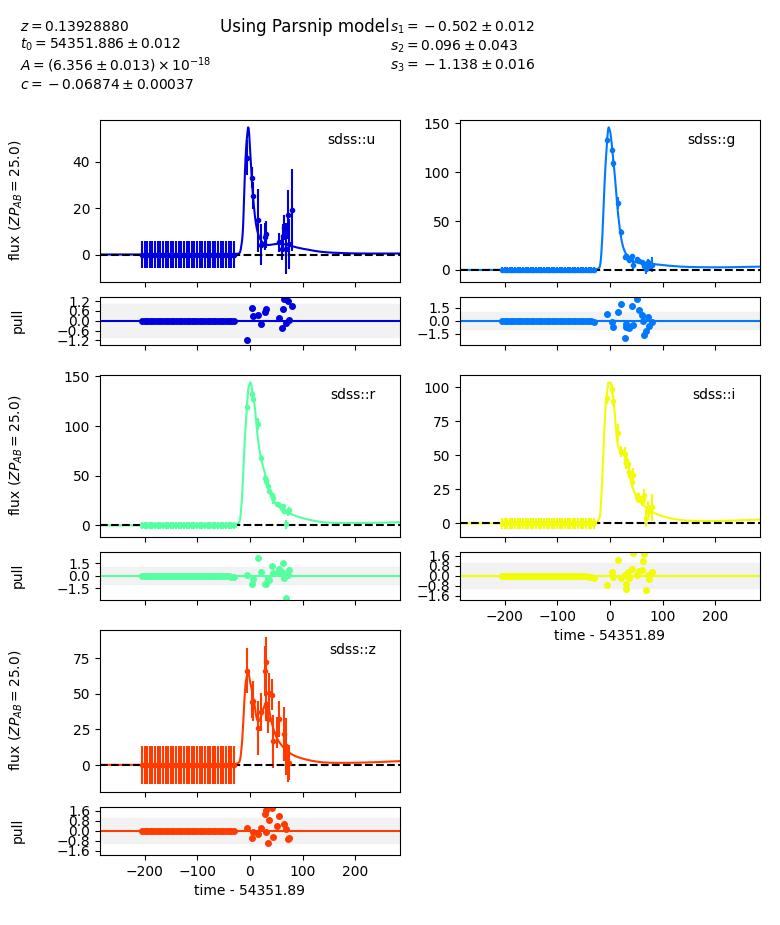 Using Parsnip model
z = 0.13928880
t₀ = 54351.886 ± 0.012
A = (6.356 ± 0.013) × 10⁻¹⁸
c = −0.06874 ± 0.00037
s₁ = −0.502 ± 0.012
s₂ = 0.096 ± 0.043
s₃ = −1.138 ± 0.016
sdss::u
flux (ZP_AB = 25.0)
40
20
0
sdss::g
150
100
50
0
pull
1.2
0.6
0.0
−0.6
−1.2
1.5
0.0
−1.5
sdss::r
flux (ZP_AB = 25.0)
150
100
50
0
sdss::i
100
75
50
25
0
pull
1.5
0.0
−1.5
1.6
0.8
0.0
−0.8
−1.6
−200 −100 0 100 200
time - 54351.89
sdss::z
flux (ZP_AB = 25.0)
75
50
25
0
pull
1.6
0.8
0.0
−0.8
−1.6
−200 −100 0 100 200
time - 54351.89